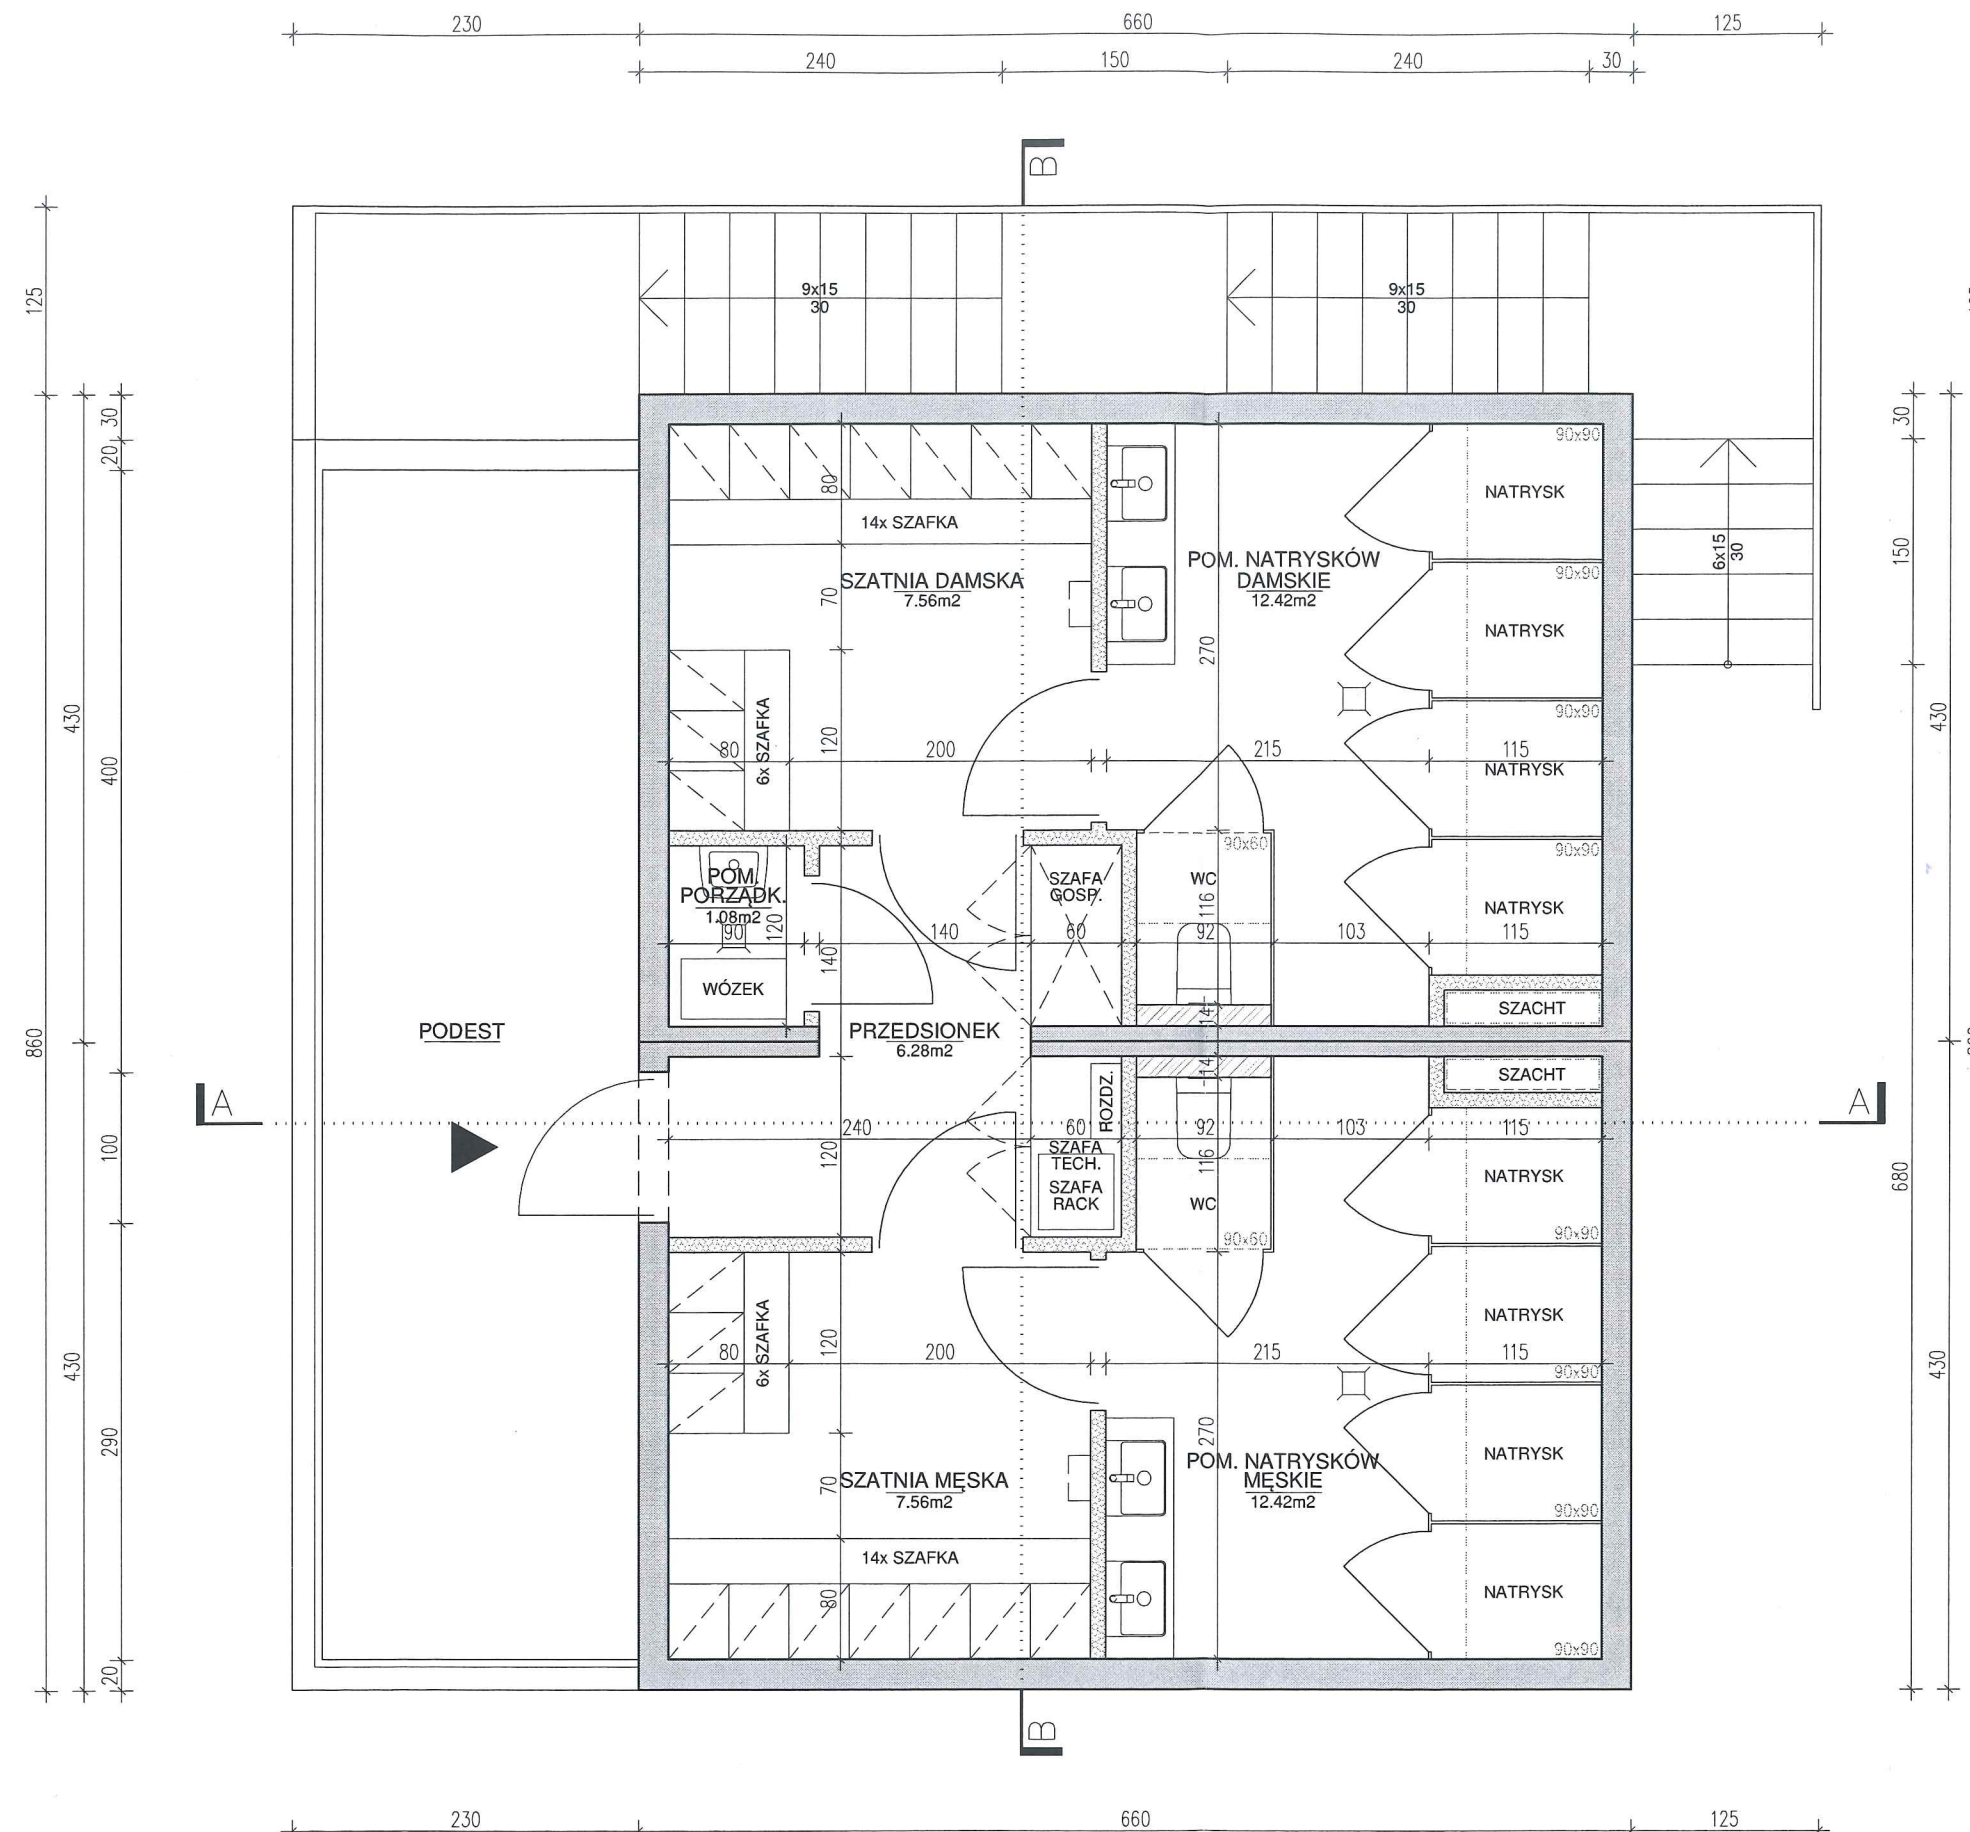 230
660
125
240
150
240
30
B
9x15
30
9x15
30
125
30
20
400
430
860
100
290
430
20
90x90
NATRYSK
80
14x SZAFKA
POM. NATRYSKÓW
DAMSKIE
12.42m2
SZATNIA DAMSKA
7.56m2
70
270
90x90
NATRYSK
6x15
30
30
150
430
90x90
NATRYSK
80
6x SZAFKA
120
200
215
115
90x60
90x90
NATRYSK
POM.
PORZĄDK.
1.08m2
90
120
SZAFA
GOSP.
WC
116
140
60
92
103
115
140
WÓZEK
14
SZACHT
PODEST
PRZEDSIONEK
6.28m2
14
SZACHT
ROZDZ.
A
A
240
60
92
103
115
120
SZAFA
TECH.
SZAFA
RACK
116
WC
NATRYSK
680
90x60
90x90
6x SZAFKA
120
NATRYSK
80
200
215
115
90x90
430
270
POM. NATRYSKÓW
MĘSKIE
12.42m2
NATRYSK
SZATNIA MĘSKA
7.56m2
70
90x90
14x SZAFKA
80
NATRYSK
90x90
B
230
660
125